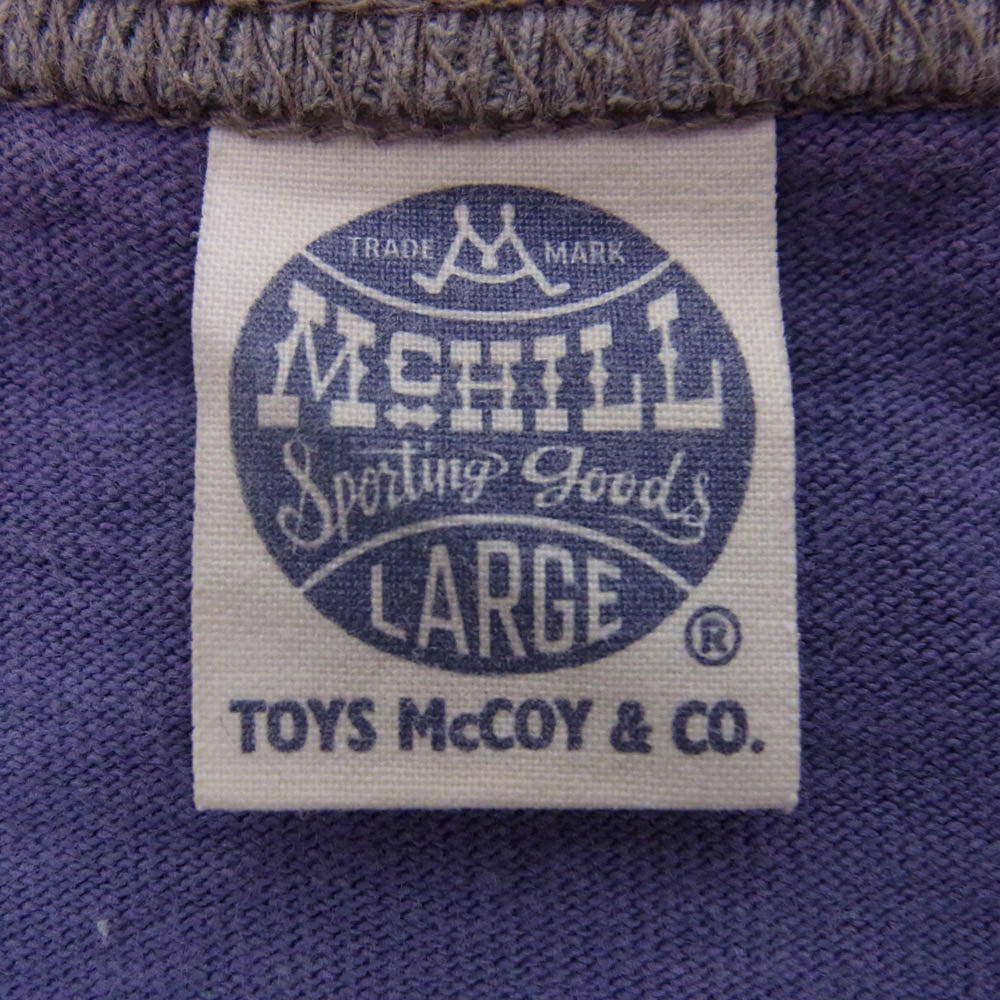 TRADE M MARK
McHILL
Sporting Goods
LARGE
®
TOYS McCOY & CO.